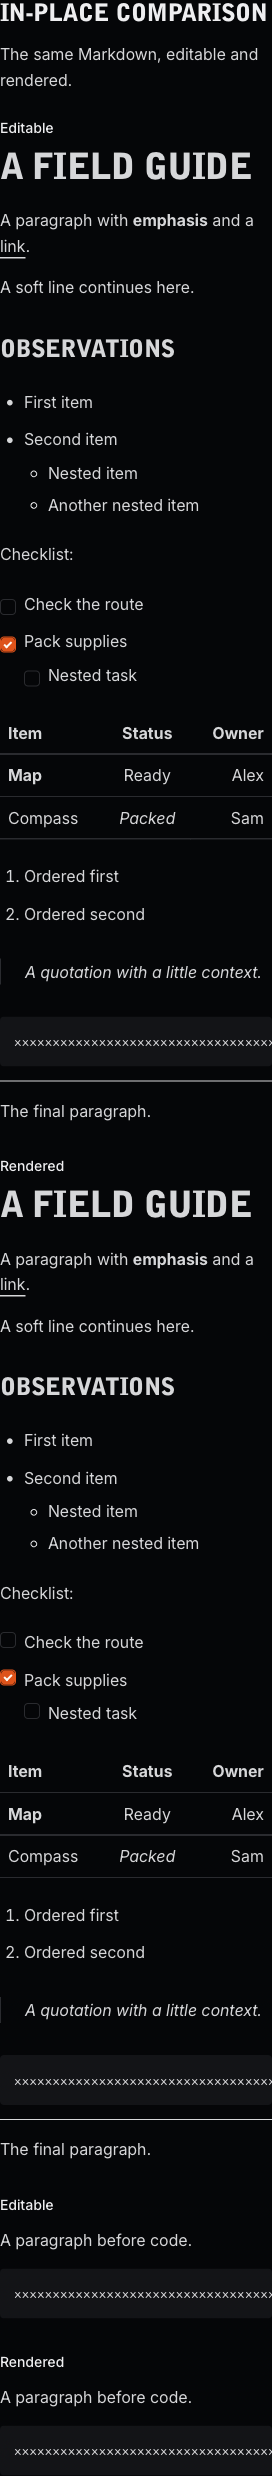 IN-PLACE COMPARISON
The same Markdown, editable and
rendered.
Editable
A FIELD GUIDE
A paragraph with emphasis and a
link.
A soft line continues here.
OBSERVATIONS
• First item
• Second item
◦ Nested item
◦ Another nested item
Checklist:
Check the route
Pack supplies
Nested task
Item Status Owner
Map Ready Alex
Compass Packed Sam
1. Ordered first
2. Ordered second
A quotation with a little context.
xxxxxxxxxxxxxxxxxxxxxxxxxxxxxxxxxx
The final paragraph.
Rendered
A FIELD GUIDE
A paragraph with emphasis and a
link.
A soft line continues here.
OBSERVATIONS
• First item
• Second item
◦ Nested item
◦ Another nested item
Checklist:
Check the route
Pack supplies
Nested task
Item Status Owner
Map Ready Alex
Compass Packed Sam
1. Ordered first
2. Ordered second
A quotation with a little context.
xxxxxxxxxxxxxxxxxxxxxxxxxxxxxxxxxx
The final paragraph.
Editable
A paragraph before code.
xxxxxxxxxxxxxxxxxxxxxxxxxxxxxxxxxx
Rendered
A paragraph before code.
xxxxxxxxxxxxxxxxxxxxxxxxxxxxxxxxxx